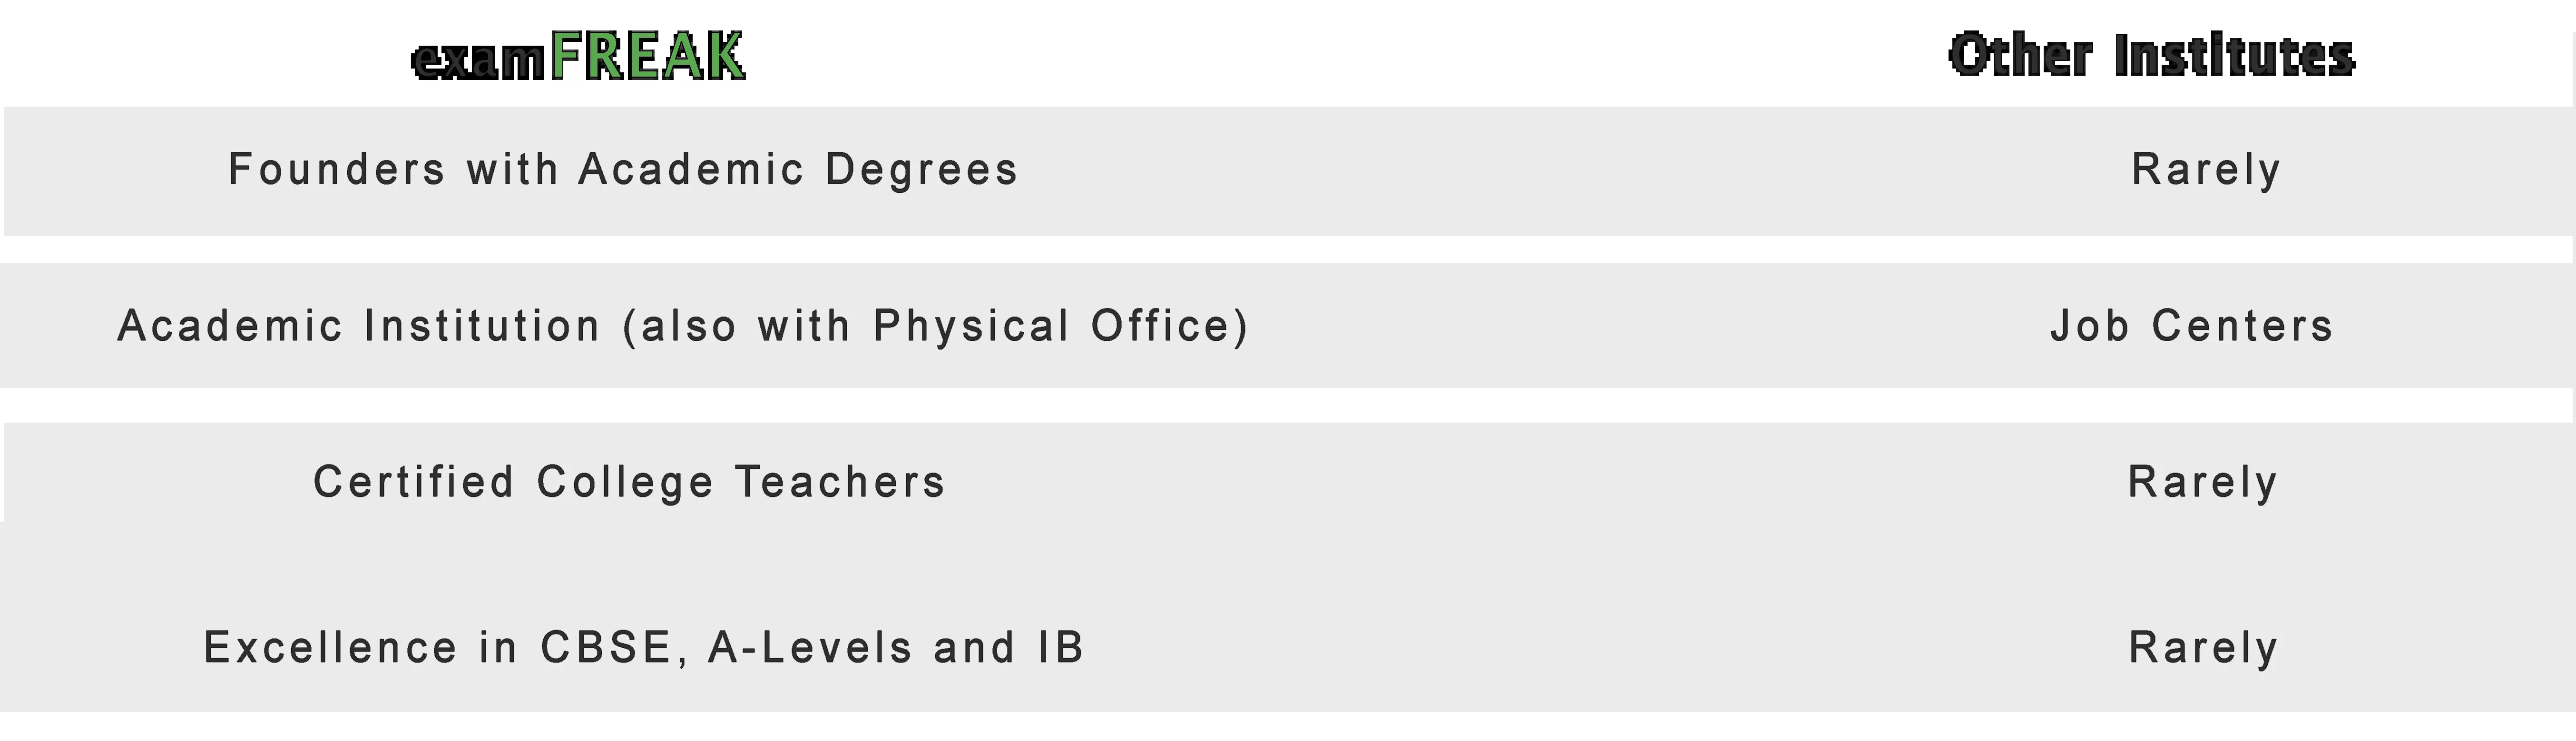 examFREAK Other Institutes
Founders with Academic Degrees Rarely
Academic Institution (also with Physical Office) Job Centers
Certified College Teachers Rarely
Excellence in CBSE, A-Levels and IB Rarely